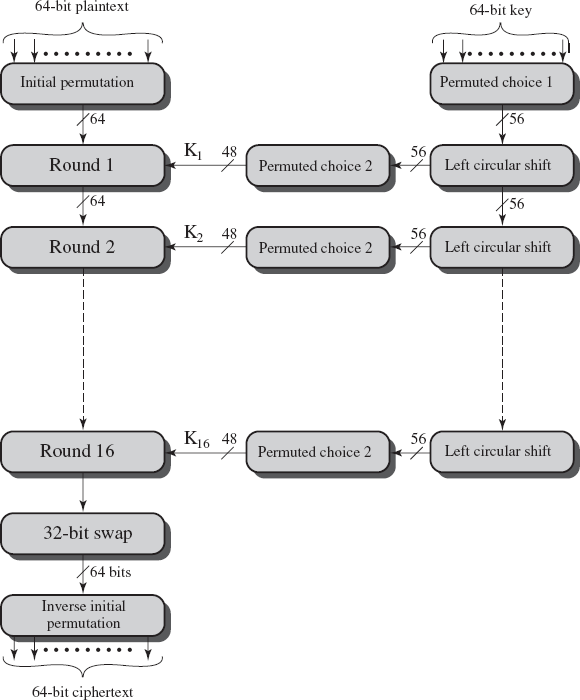 64-bit plaintext
64-bit key
Initial permutation
Permuted choice 1
64
56
Round 1
K1
48
Permuted choice 2
56
Left circular shift
64
56
Round 2
K2
48
Permuted choice 2
56
Left circular shift
Round 16
K16
48
Permuted choice 2
56
Left circular shift
32-bit swap
64 bits
Inverse initial
permutation
64-bit ciphertext